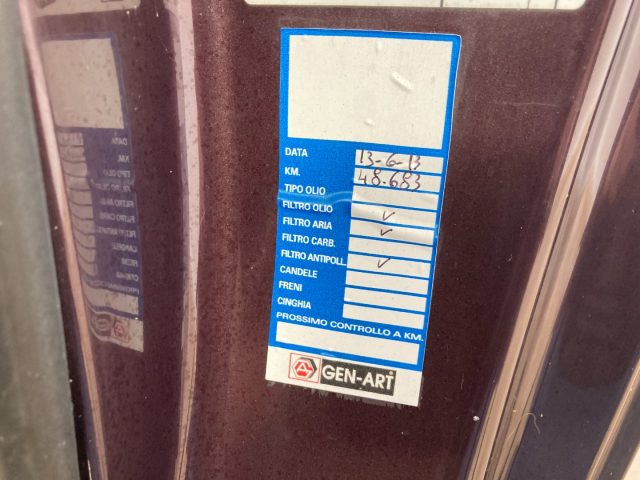 DATA 13-6-13
KM. 48.683
TIPO OLIO
FILTRO OLIO ✓
FILTRO ARIA ✓
FILTRO CARB.
FILTRO ANTIPOLL. ✓
CANDELE
FRENI
CINGHIA
PROSSIMO CONTROLLO A KM.
GEN-ART